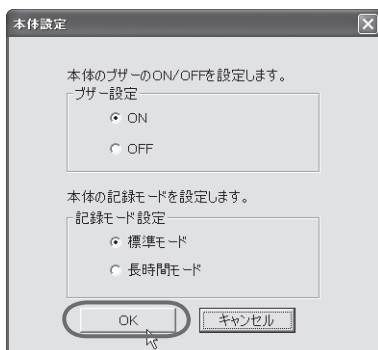 本体設定
本体のブザーのON/OFFを設定します。
ブザー設定
ON
OFF
本体の記録モードを設定します。
記録モード設定
標準モード
長時間モード
OK
キャンセル